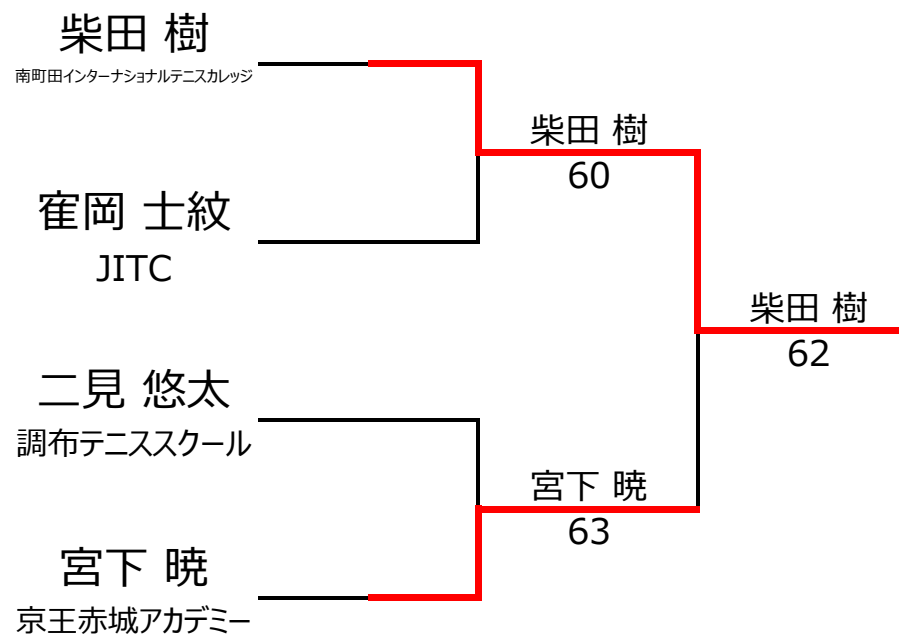 柴田 樹
南町田インターナショナルテニスカレッジ
柴田 樹
60
隺岡 士紋
JITC
柴田 樹
62
二見 悠太
調布テニススクール
宮下 暁
63
宮下 暁
京王赤城アカデミー